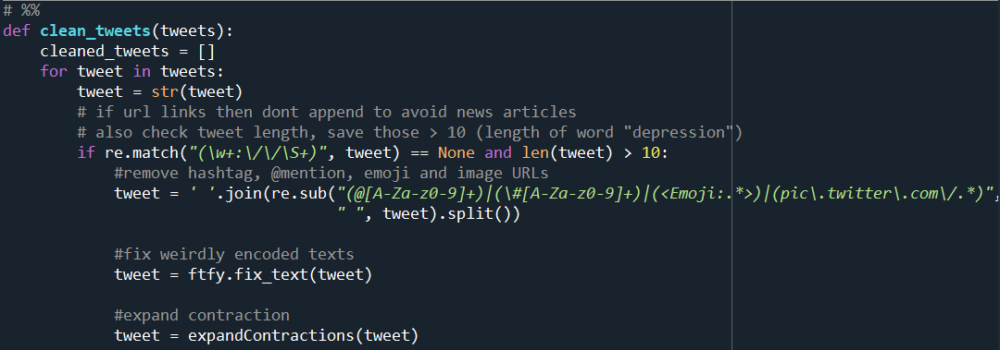 # %%
def clean_tweets(tweets):
    cleaned_tweets = []
    for tweet in tweets:
        tweet = str(tweet)
        # if url links then dont append to avoid news articles
        # also check tweet length, save those > 10 (length of word "depression")
        if re.match("(\w+:\/\/\S+)", tweet) == None and len(tweet) > 10:
            #remove hashtag, @mention, emoji and image URLs
            tweet = ' '.join(re.sub("(@[A-Za-z0-9]+)|(\#[A-Za-z0-9]+)|(<Emoji:.*>)|(pic\.twitter\.com\/.*)",
                                    " ", tweet).split())
            #fix weirdly encoded texts
            tweet = ftfy.fix_text(tweet)
            #expand contraction
            tweet = expandContractions(tweet)